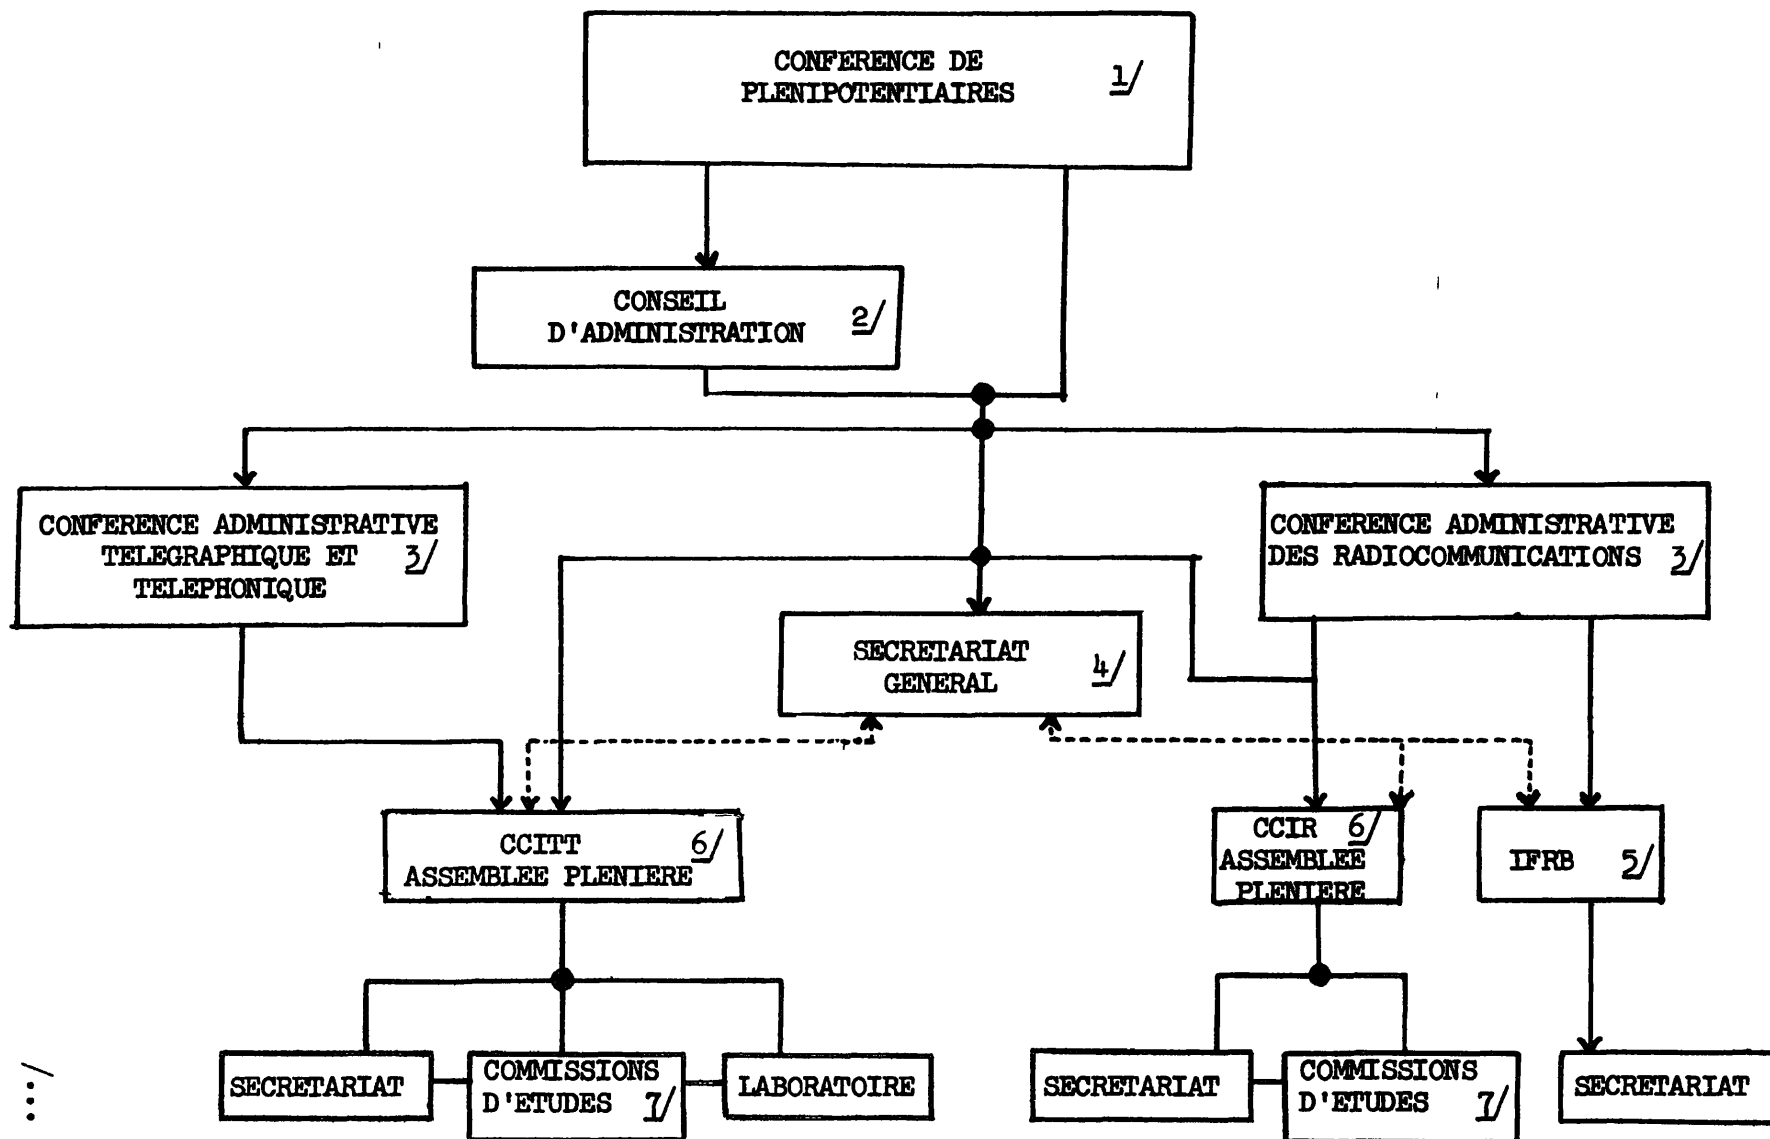 CONFERENCE DE
PLENIPOTENTIAIRES 1/
CONSEIL
D'ADMINISTRATION 2/
CONFERENCE ADMINISTRATIVE
TELEGRAPHIQUE ET 3/
TELEPHONIQUE
CONFERENCE ADMINISTRATIVE
DES RADIOCOMMUNICATIONS 3/
SECRETARIAT
GENERAL 4/
CCITT 6/
ASSEMBLEE PLENIERE
CCIR 6/
ASSEMBLEE
PLENIERE
IFRB 5/
SECRETARIAT
COMMISSIONS
D'ETUDES 7/
LABORATOIRE
SECRETARIAT
COMMISSIONS
D'ETUDES 7/
SECRETARIAT
.../